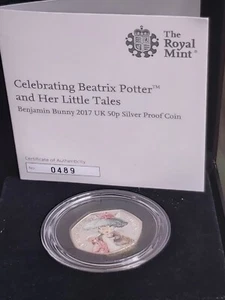 The
Royal
Mint®
Celebrating Beatrix Potter™
and Her Little Tales
Benjamin Bunny 2017 UK 50p Silver Proof Coin
Certificate of Authenticity
No 0489